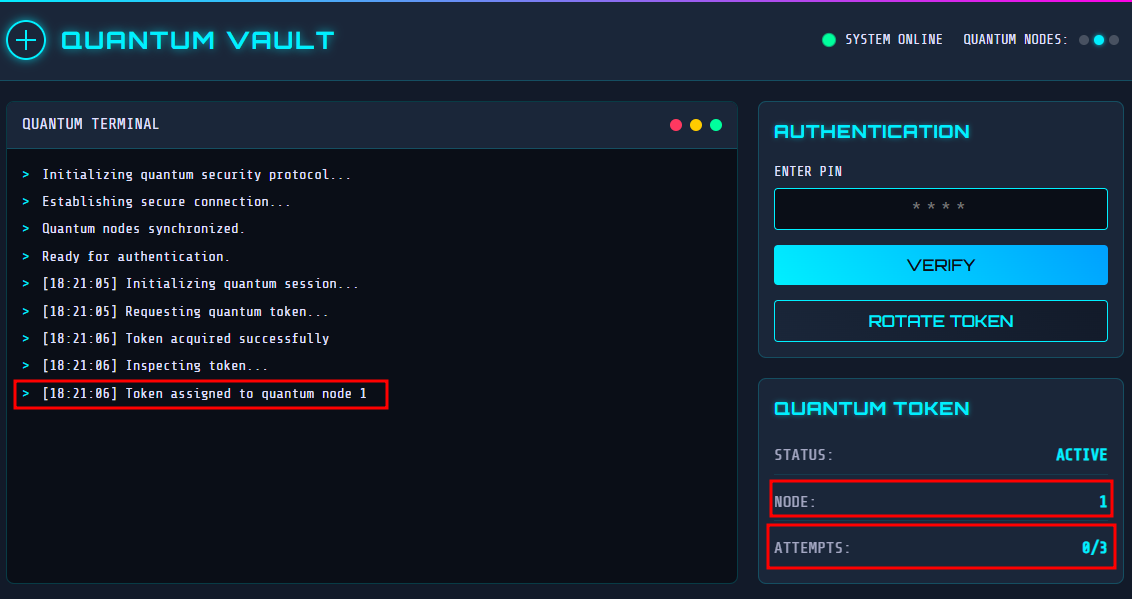 QUANTUM VAULT
SYSTEM ONLINE
QUANTUM NODES:
QUANTUM TERMINAL
> Initializing quantum security protocol...
> Establishing secure connection...
> Quantum nodes synchronized.
> Ready for authentication.
> [18:21:05] Initializing quantum session...
> [18:21:05] Requesting quantum token...
> [18:21:06] Token acquired successfully
> [18:21:06] Inspecting token...
> [18:21:06] Token assigned to quantum node 1
AUTHENTICATION
ENTER PIN
****
VERIFY
ROTATE TOKEN
QUANTUM TOKEN
STATUS: ACTIVE
NODE: 1
ATTEMPTS: 0/3